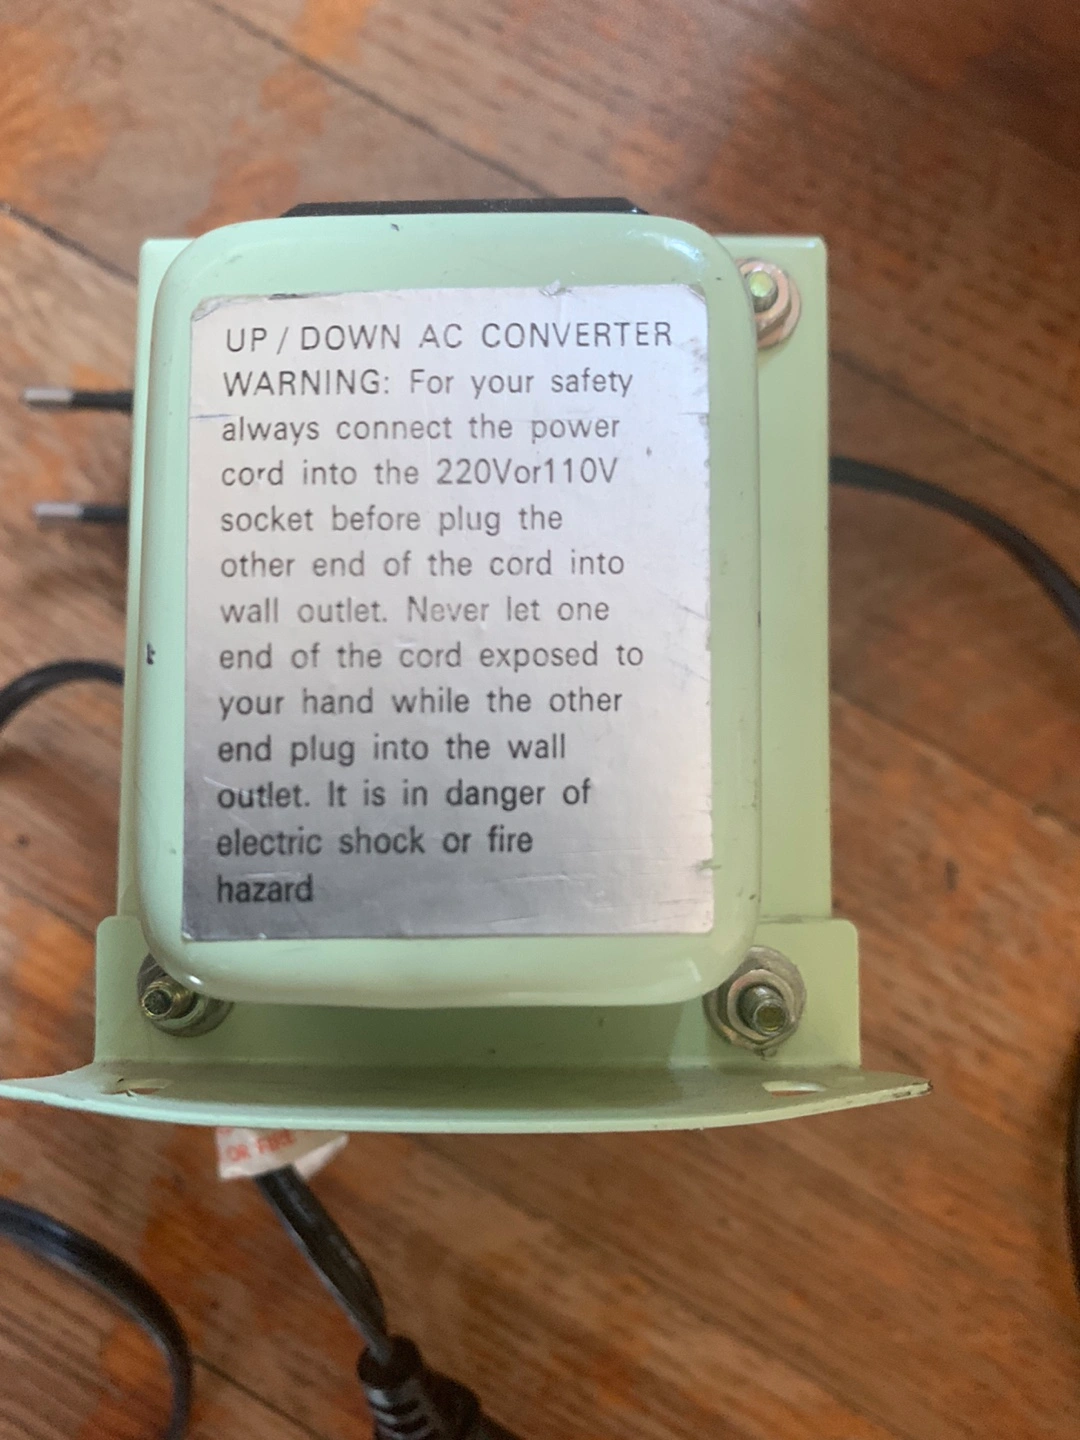 UP / DOWN AC CONVERTER
WARNING: For your safety
always connect the power
cord into the 220Vor110V
socket before plug the
other end of the cord into
wall outlet. Never let one
end of the cord exposed to
your hand while the other
end plug into the wall
outlet. It is in danger of
electric shock or fire
hazard
OR FIRE